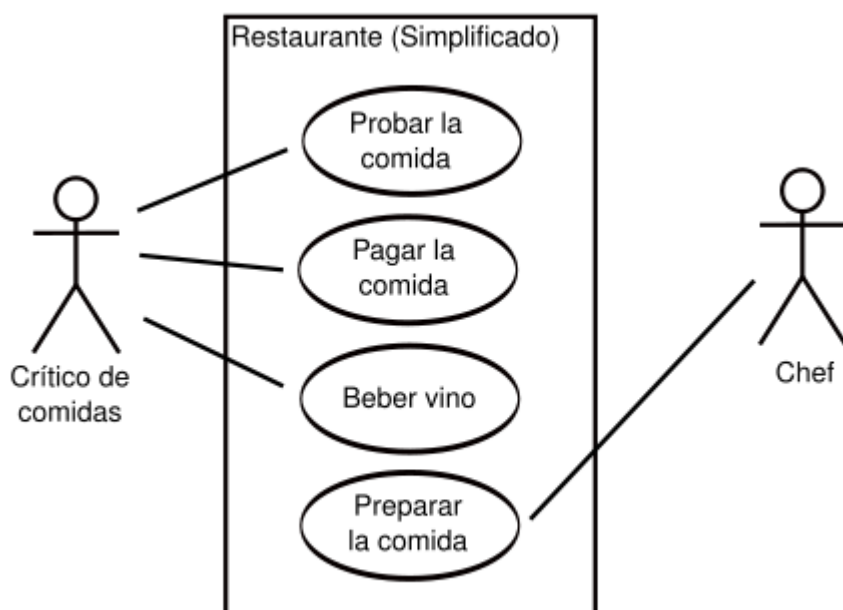 Restaurante (Simplificado)
Probar la
comida
Pagar la
comida
Beber vino
Preparar
la comida
Crítico de
comidas
Chef